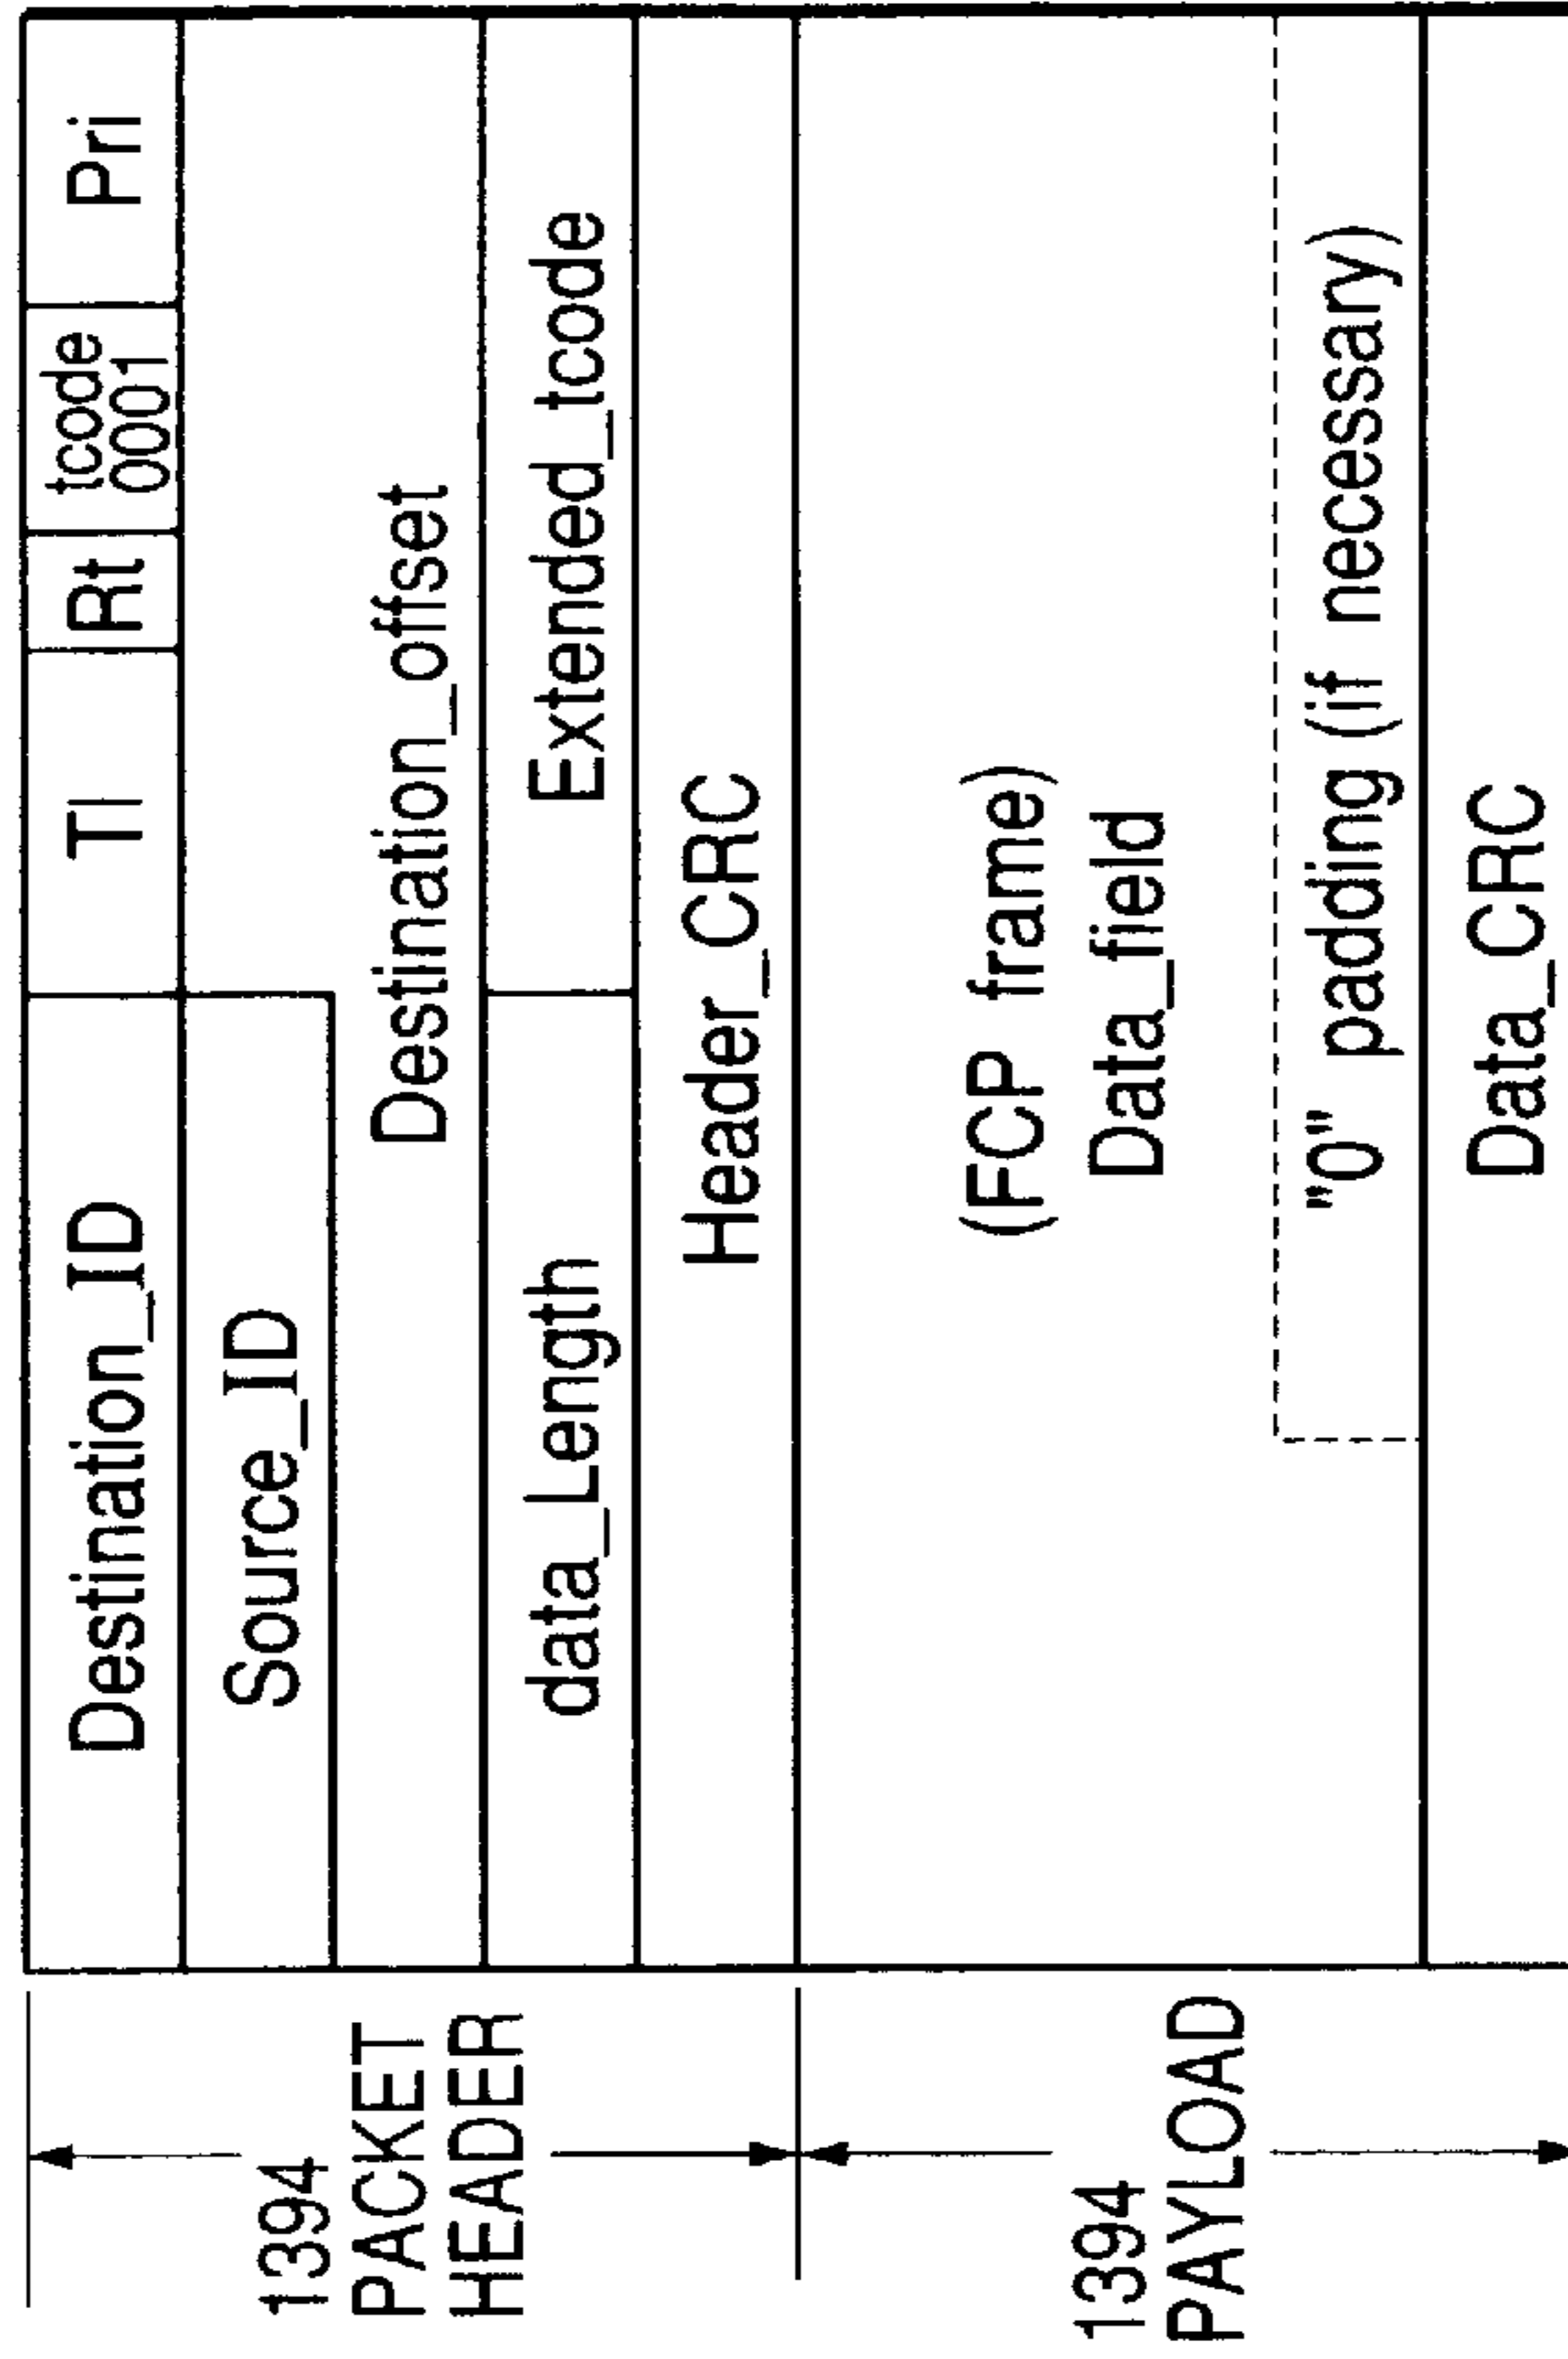 Destination_ID
Tl
Rt
tcode
0001
Pri
Source_ID
Destination_offset
data_Length
Extended_tcode
Header_CRC
1394
PACKET
HEADER
(FCP frame)
Data_field
"0" padding (if necessary)
Data_CRC
1394
PAYLOAD